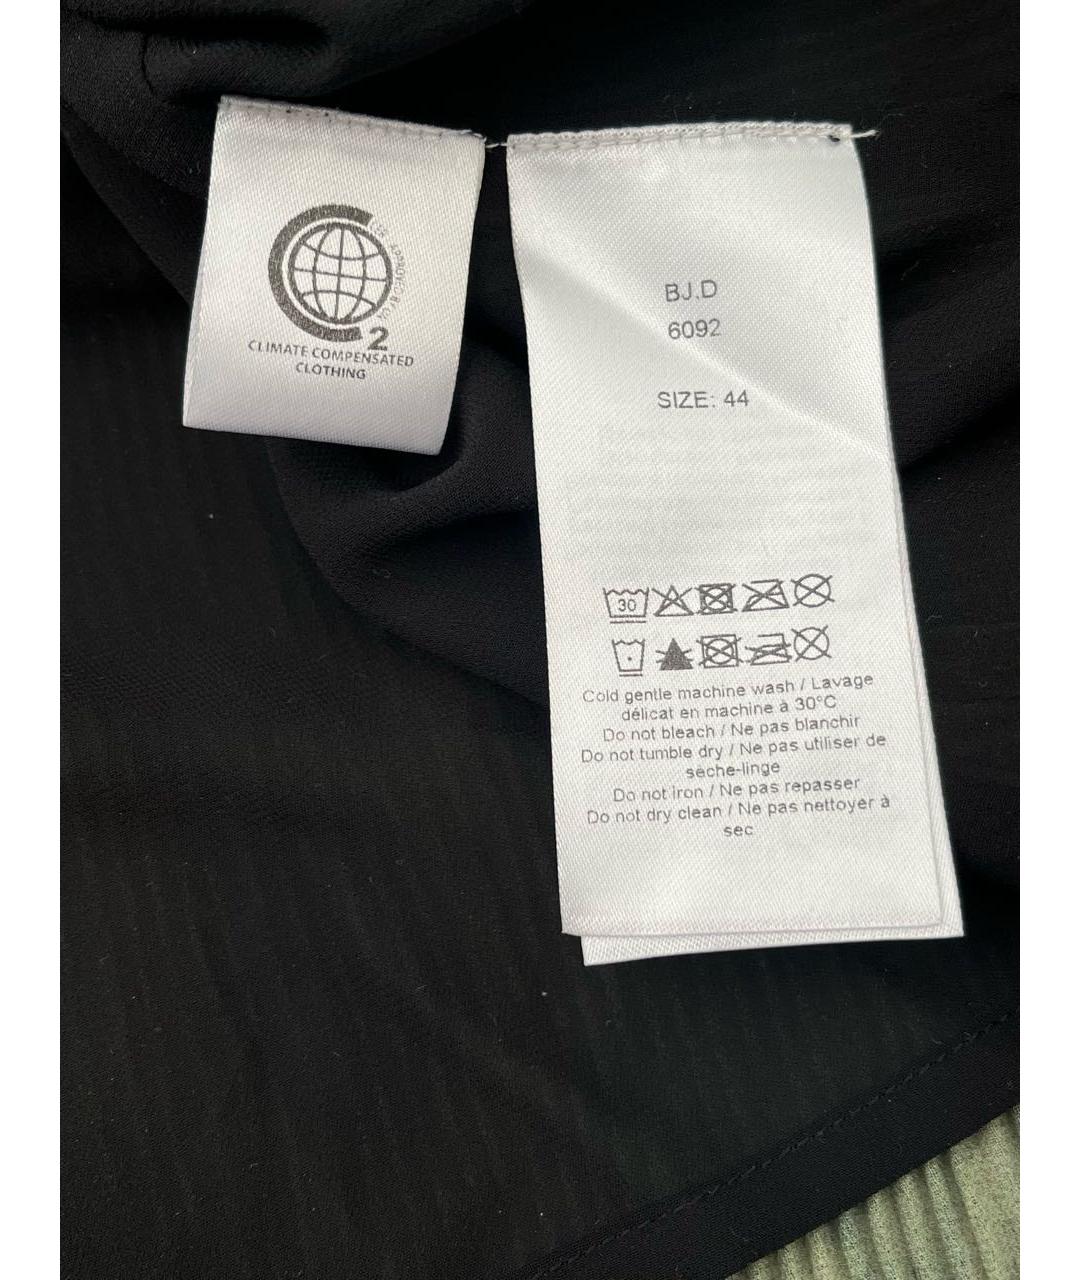 2
CLIMATE COMPENSATED
CLOTHING
BJ.D
6092
SIZE: 44
30
Cold gentle machine wash / Lavage
délicat en machine à 30°C
Do not bleach / Ne pas blanchir
Do not tumble dry / Ne pas utiliser de
sèche-linge
Do not iron / Ne pas repasser
Do not dry clean / Ne pas nettoyer à
sec